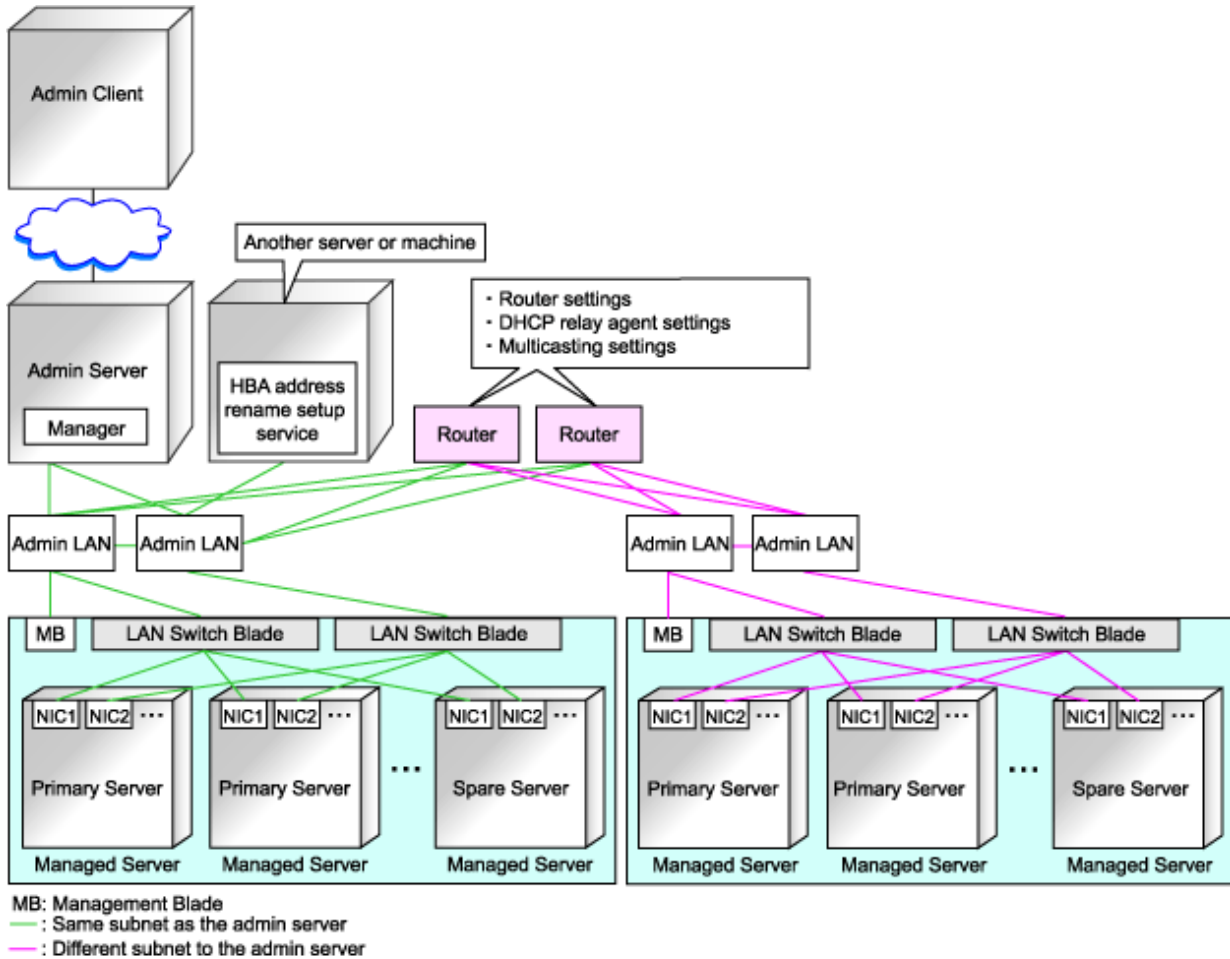 Admin Client
Another server or machine
・Router settings
・DHCP relay agent settings
・Multicasting settings
Admin Server
Manager
HBA address
rename setup
service
Router
Router
Admin LAN
Admin LAN
Admin LAN
Admin LAN
MB
LAN Switch Blade
LAN Switch Blade
MB
LAN Switch Blade
LAN Switch Blade
NIC1 NIC2 ・・・
NIC1 NIC2 ・・・
NIC1 NIC2 ・・・
NIC1 NIC2 ・・・
NIC1 NIC2 ・・・
NIC1 NIC2 ・・・
Primary Server
Primary Server
・・・
Spare Server
Primary Server
Primary Server
・・・
Spare Server
Managed Server
Managed Server
Managed Server
Managed Server
Managed Server
Managed Server
MB: Management Blade
: Same subnet as the admin server
: Different subnet to the admin server